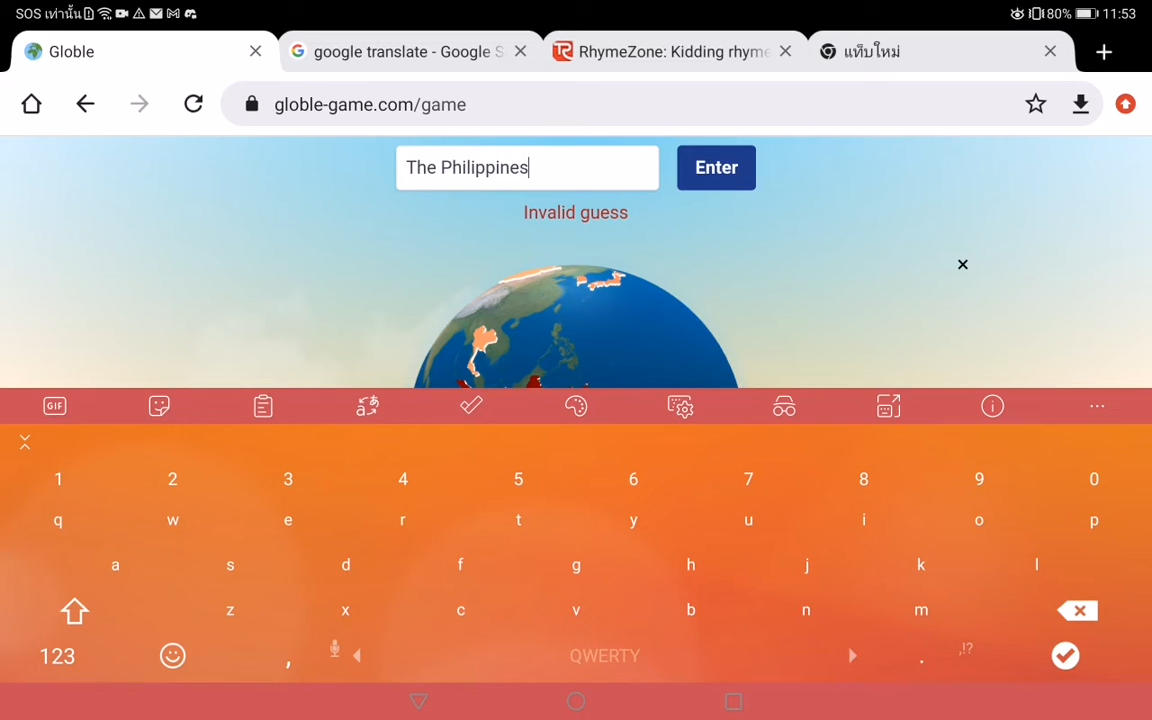 SOS เท่านั้น 80% 11:53
Globle google translate - Google S RhymeZone: Kidding rhyme แท็บใหม่
globle-game.com/game
The Philippines Enter
Invalid guess
GIF
1 2 3 4 5 6 7 8 9 0
q w e r t y u i o p
a s d f g h j k l
z x c v b n m
123 , QWERTY . ,!?